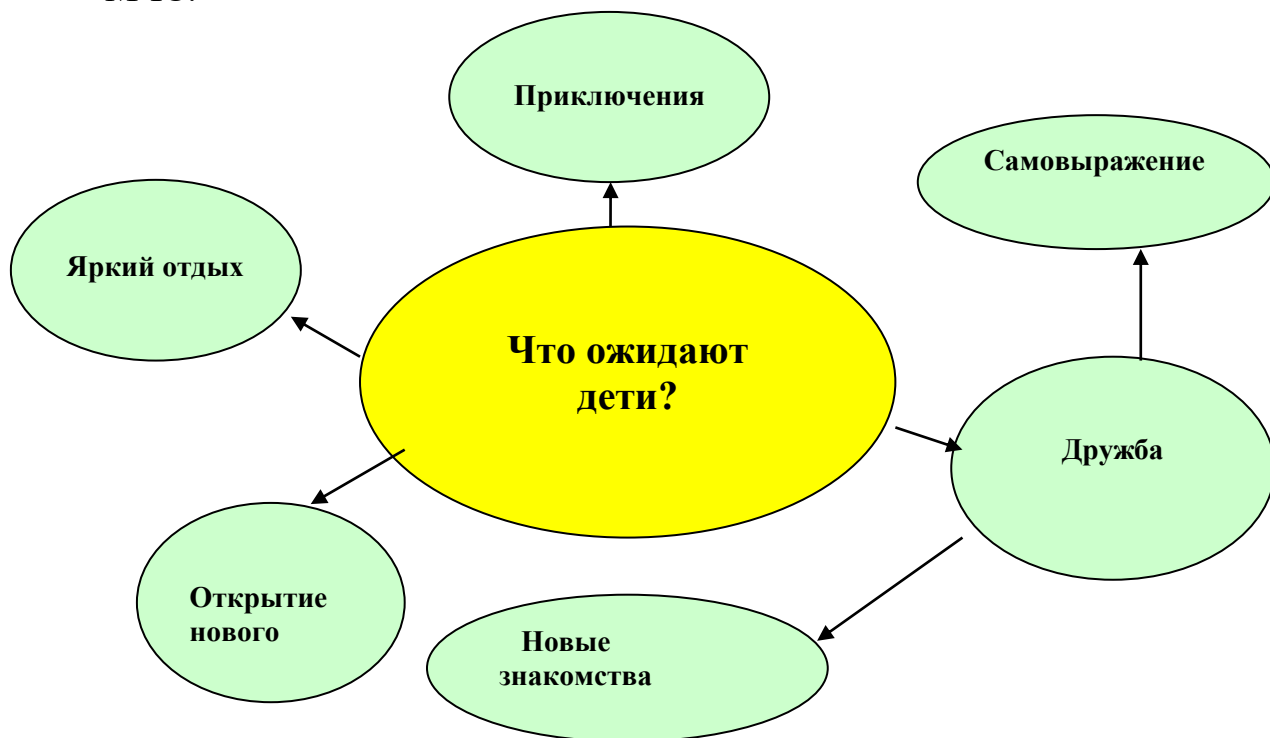 Приключения
Самовыражение
Яркий отдых
Что ожидают
дети?
Дружба
Открытие
нового
Новые
знакомства